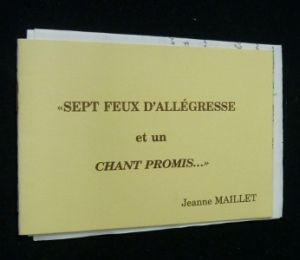 «SEPT FEUX D'ALLÉGRESSE
et un
CHANT PROMIS...»
Jeanne MAILLET